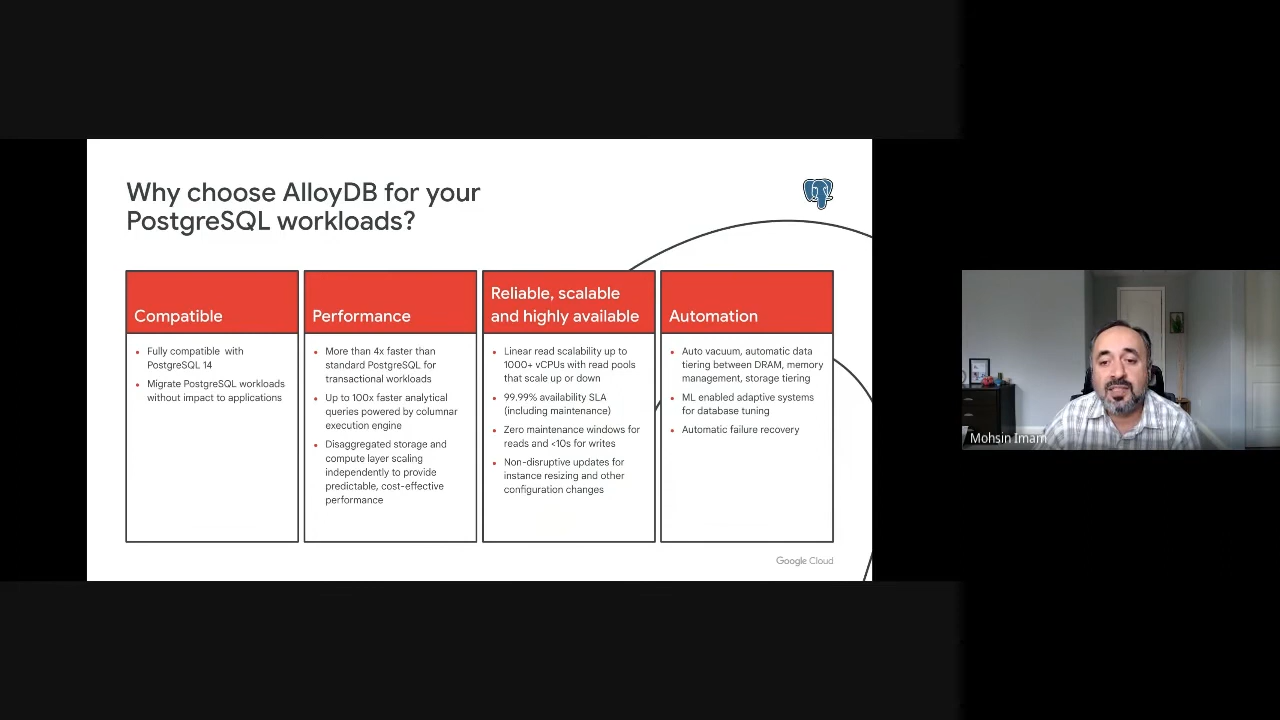 Why choose AlloyDB for your
PostgreSQL workloads?
Compatible
• Fully compatible with
PostgreSQL 14
• Migrate PostgreSQL workloads
without impact to applications
Performance
• More than 4x faster than
standard PostgreSQL for
transactional workloads
• Up to 100x faster analytical
queries powered by columnar
execution engine
• Disaggregated storage and
compute layer scaling
independently to provide
predictable, cost-effective
performance
Reliable, scalable
and highly available
• Linear read scalability up to
1000+ vCPUs with read pools
that scale up or down
• 99.99% availability SLA
(including maintenance)
• Zero maintenance windows for
reads and <10s for writes
• Non-disruptive updates for
instance resizing and other
configuration changes
Automation
• Auto vacuum, automatic data
tiering between DRAM, memory
management, storage tiering
• ML enabled adaptive systems
for database tuning
• Automatic failure recovery
Google Cloud
Mohsin Imam